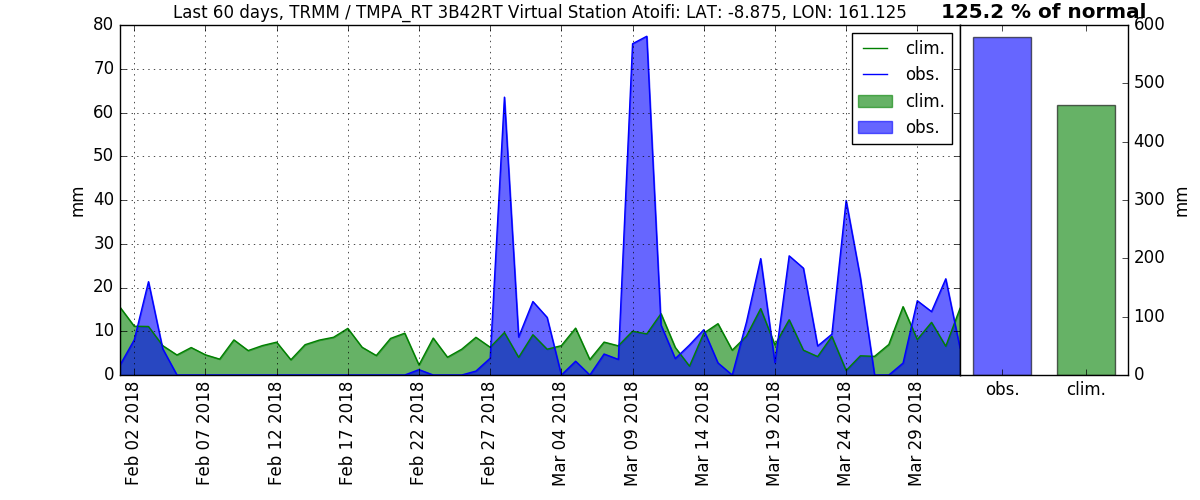 Last 60 days, TRMM / TMPA_RT 3B42RT Virtual Station Atoifi: LAT: -8.875, LON: 161.125
125.2 % of normal
80
70
60
50
40
30
20
10
0
mm
clim.
obs.
clim.
obs.
600
500
400
300
200
100
0
mm
obs.
clim.
Feb 02 2018
Feb 07 2018
Feb 12 2018
Feb 17 2018
Feb 22 2018
Feb 27 2018
Mar 04 2018
Mar 09 2018
Mar 14 2018
Mar 19 2018
Mar 24 2018
Mar 29 2018